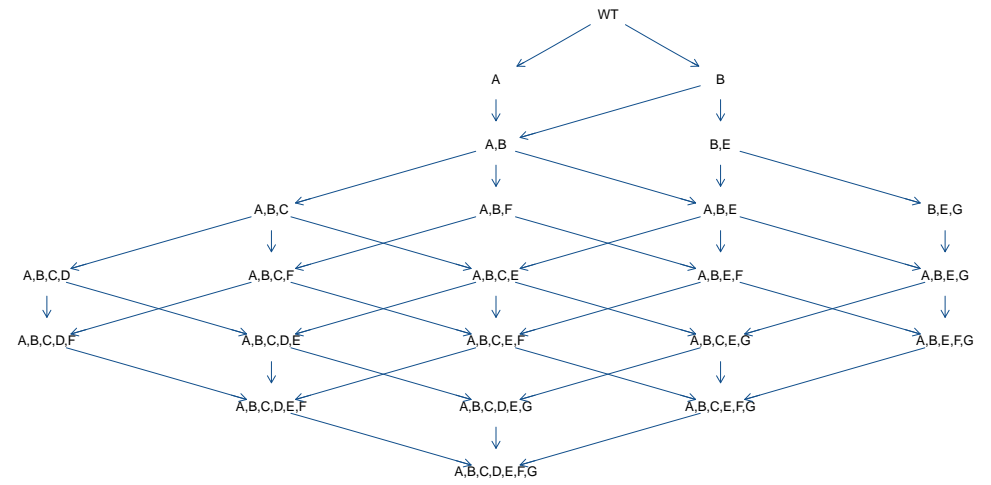 WT
A B
A,B B,E
A,B,C A,B,F A,B,E B,E,G
A,B,C,D A,B,C,F A,B,C,E A,B,E,F A,B,E,G
A,B,C,D,F A,B,C,D,E A,B,C,E,F A,B,C,E,G A,B,E,F,G
A,B,C,D,E,F A,B,C,D,E,G A,B,C,E,F,G
A,B,C,D,E,F,G